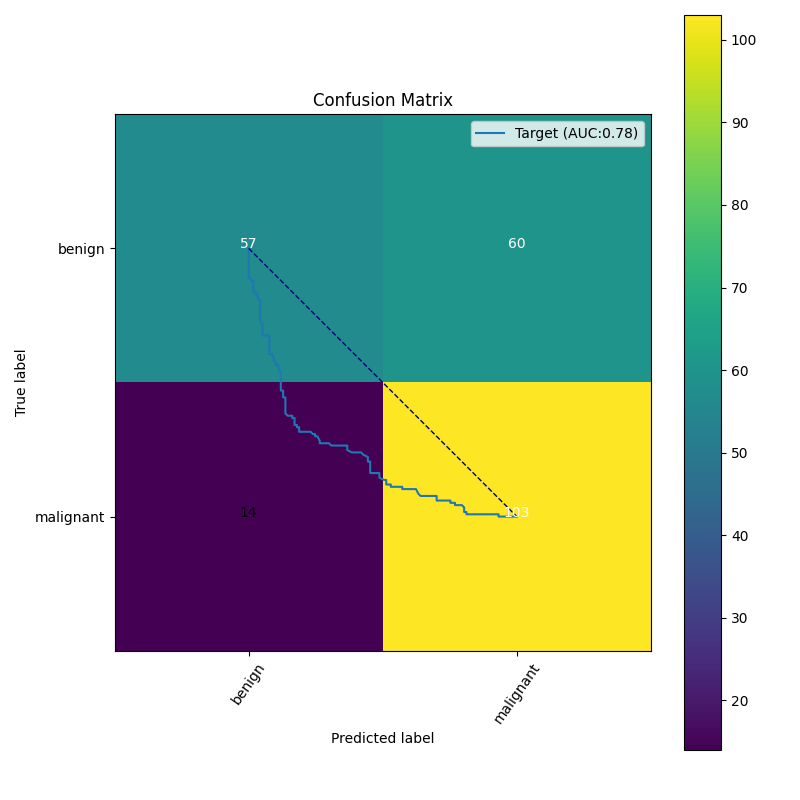 Confusion Matrix
Target (AUC:0.78)
100
90
80
70
60
50
40
30
20
True label
benign
malignant
57
60
14
103
benign
malignant
Predicted label